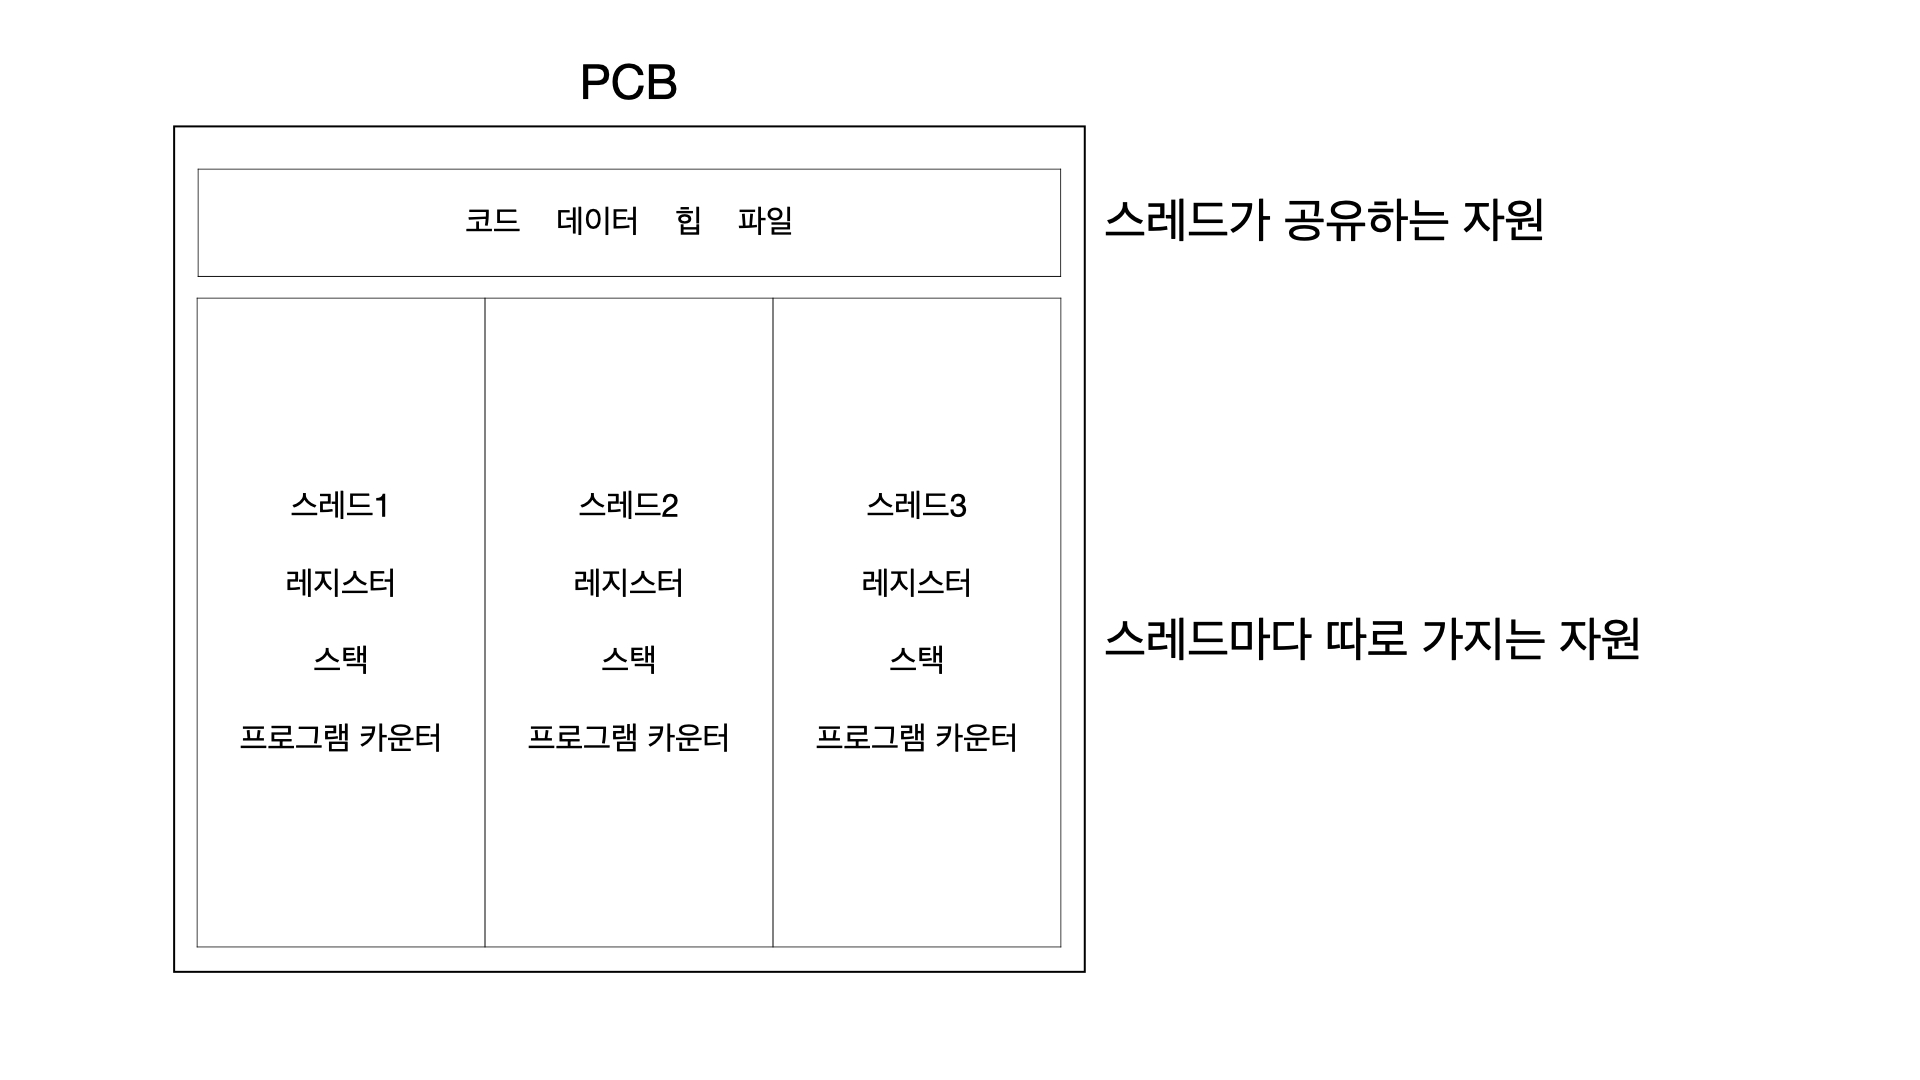 PCB
코드 데이터 힙 파일
스레드가 공유하는 자원
스레드1
레지스터
스택
프로그램 카운터
스레드2
레지스터
스택
프로그램 카운터
스레드3
레지스터
스택
프로그램 카운터
스레드마다 따로 가지는 자원